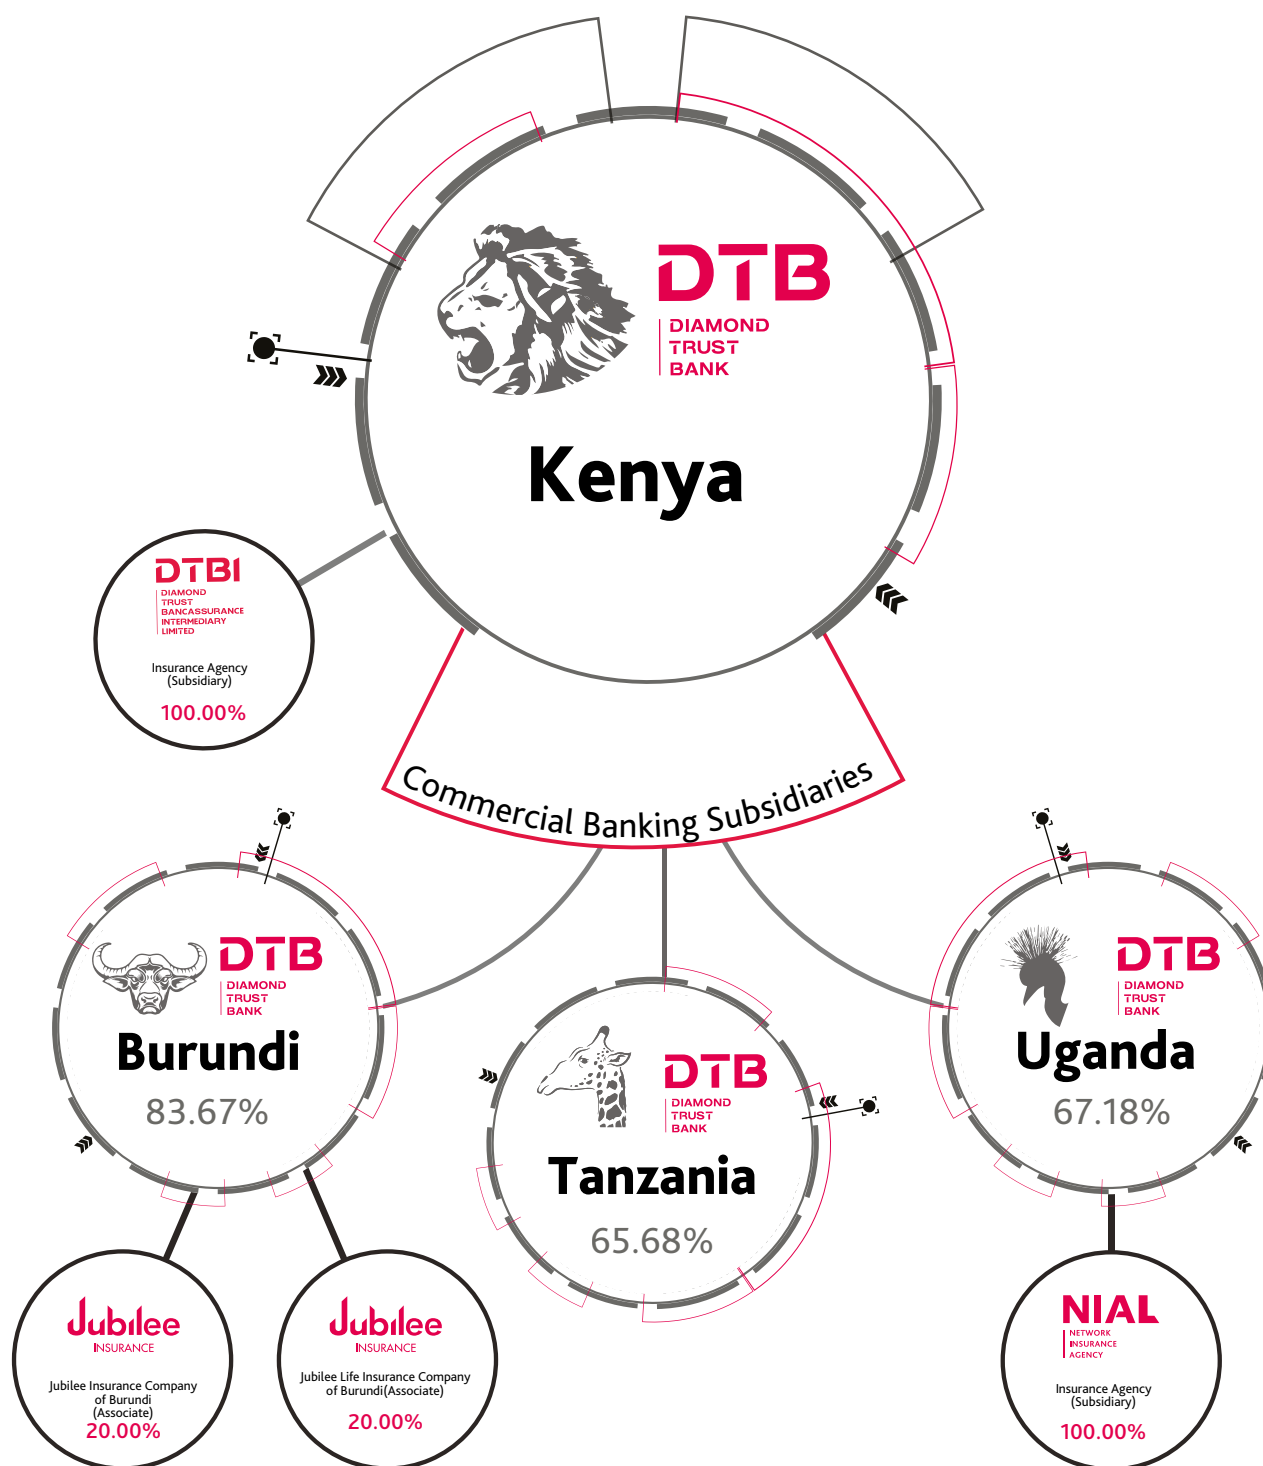 DTB
DIAMOND
TRUST
BANK
Kenya
DTBI
DIAMOND
TRUST
BANCASSURANCE
INTERMEDIARY
LIMITED
Insurance Agency
(Subsidiary)
100.00%
Commercial Banking Subsidiaries
DTB
DIAMOND
TRUST
BANK
Burundi
83.67%
DTB
DIAMOND
TRUST
BANK
Tanzania
65.68%
DTB
DIAMOND
TRUST
BANK
Uganda
67.18%
Jubilee
INSURANCE
Jubilee Insurance Company
of Burundi
(Associate)
20.00%
Jubilee
INSURANCE
Jubilee Life Insurance Company
of Burundi(Associate)
20.00%
NIAL
NETWORK
INSURANCE
AGENCY
Insurance Agency
(Subsidiary)
100.00%